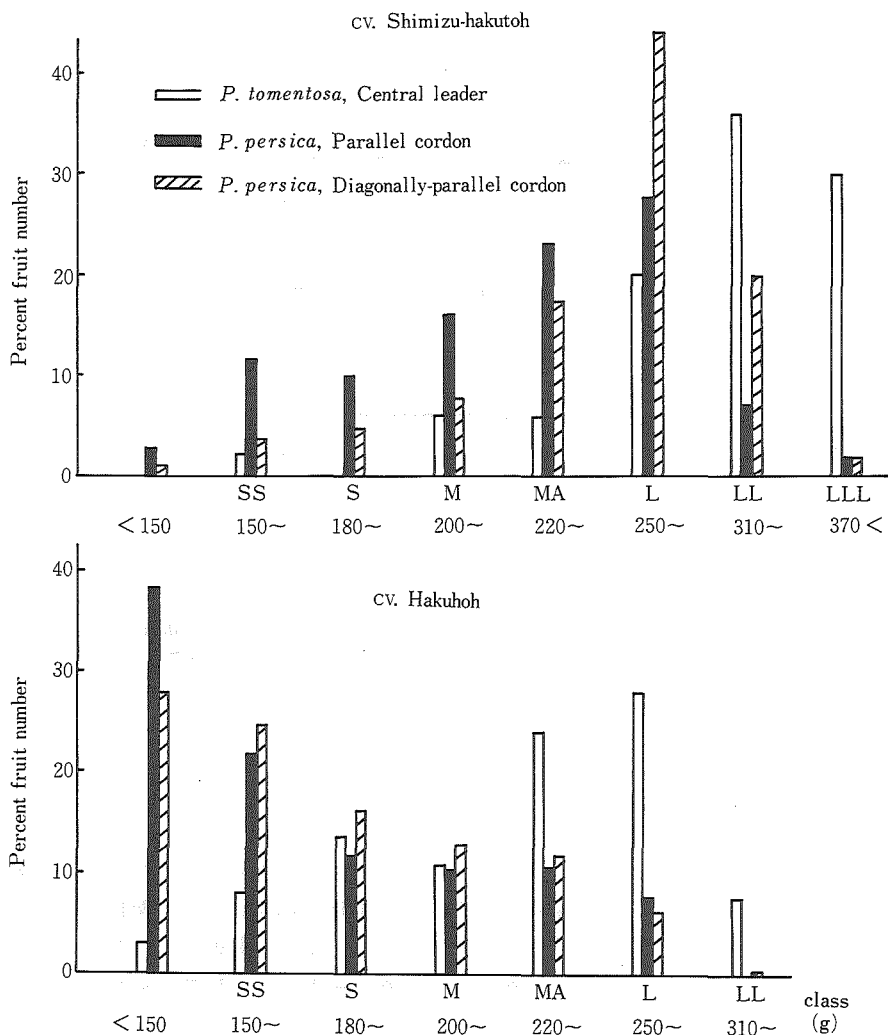 cv. Shimizu-hakutoh
40
30
20
10
0
Percent fruit number
P. tomentosa, Central leader
P. persica, Parallel cordon
P. persica, Diagonally-parallel cordon
SS S M MA L LL LLL
<150 150~ 180~ 200~ 220~ 250~ 310~ 370<
cv. Hakuhoh
40
30
20
10
0
Percent fruit number
SS S M MA L LL class
<150 150~ 180~ 200~ 220~ 250~ 310~ (g)